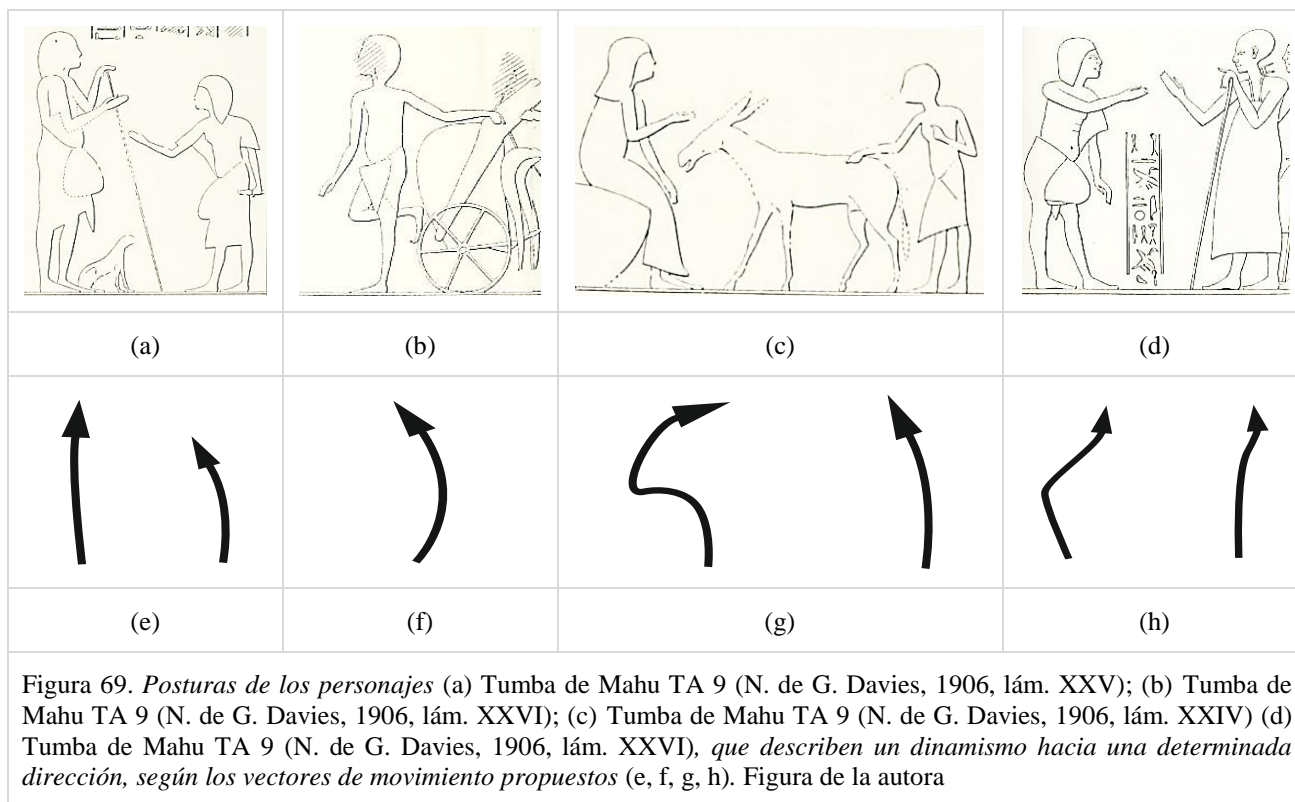 (a)
(b)
(c)
(d)
(e)
(f)
(g)
(h)
Figura 69. Posturas de los personajes (a) Tumba de Mahu TA 9 (N. de G. Davies, 1906, lám. XXV); (b) Tumba de
Mahu TA 9 (N. de G. Davies, 1906, lám. XXVI); (c) Tumba de Mahu TA 9 (N. de G. Davies, 1906, lám. XXIV) (d)
Tumba de Mahu TA 9 (N. de G. Davies, 1906, lám. XXVI), que describen un dinamismo hacia una determinada
dirección, según los vectores de movimiento propuestos (e, f, g, h). Figura de la autora